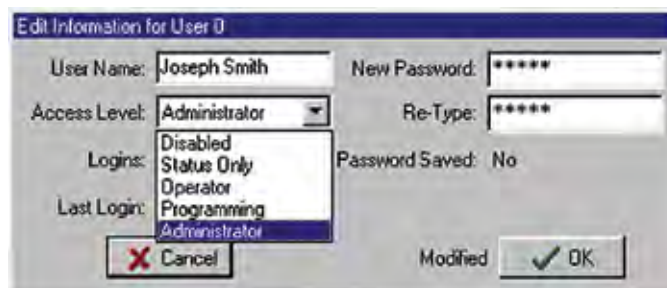 Edit Information for User 0
User Name: Joseph Smith New Password: *****
Access Level: Administrator Re-Type: *****
Disabled
Logins: Status Only Password Saved: No
Operator
Last Login: Programming
Administrator
Cancel Modified OK